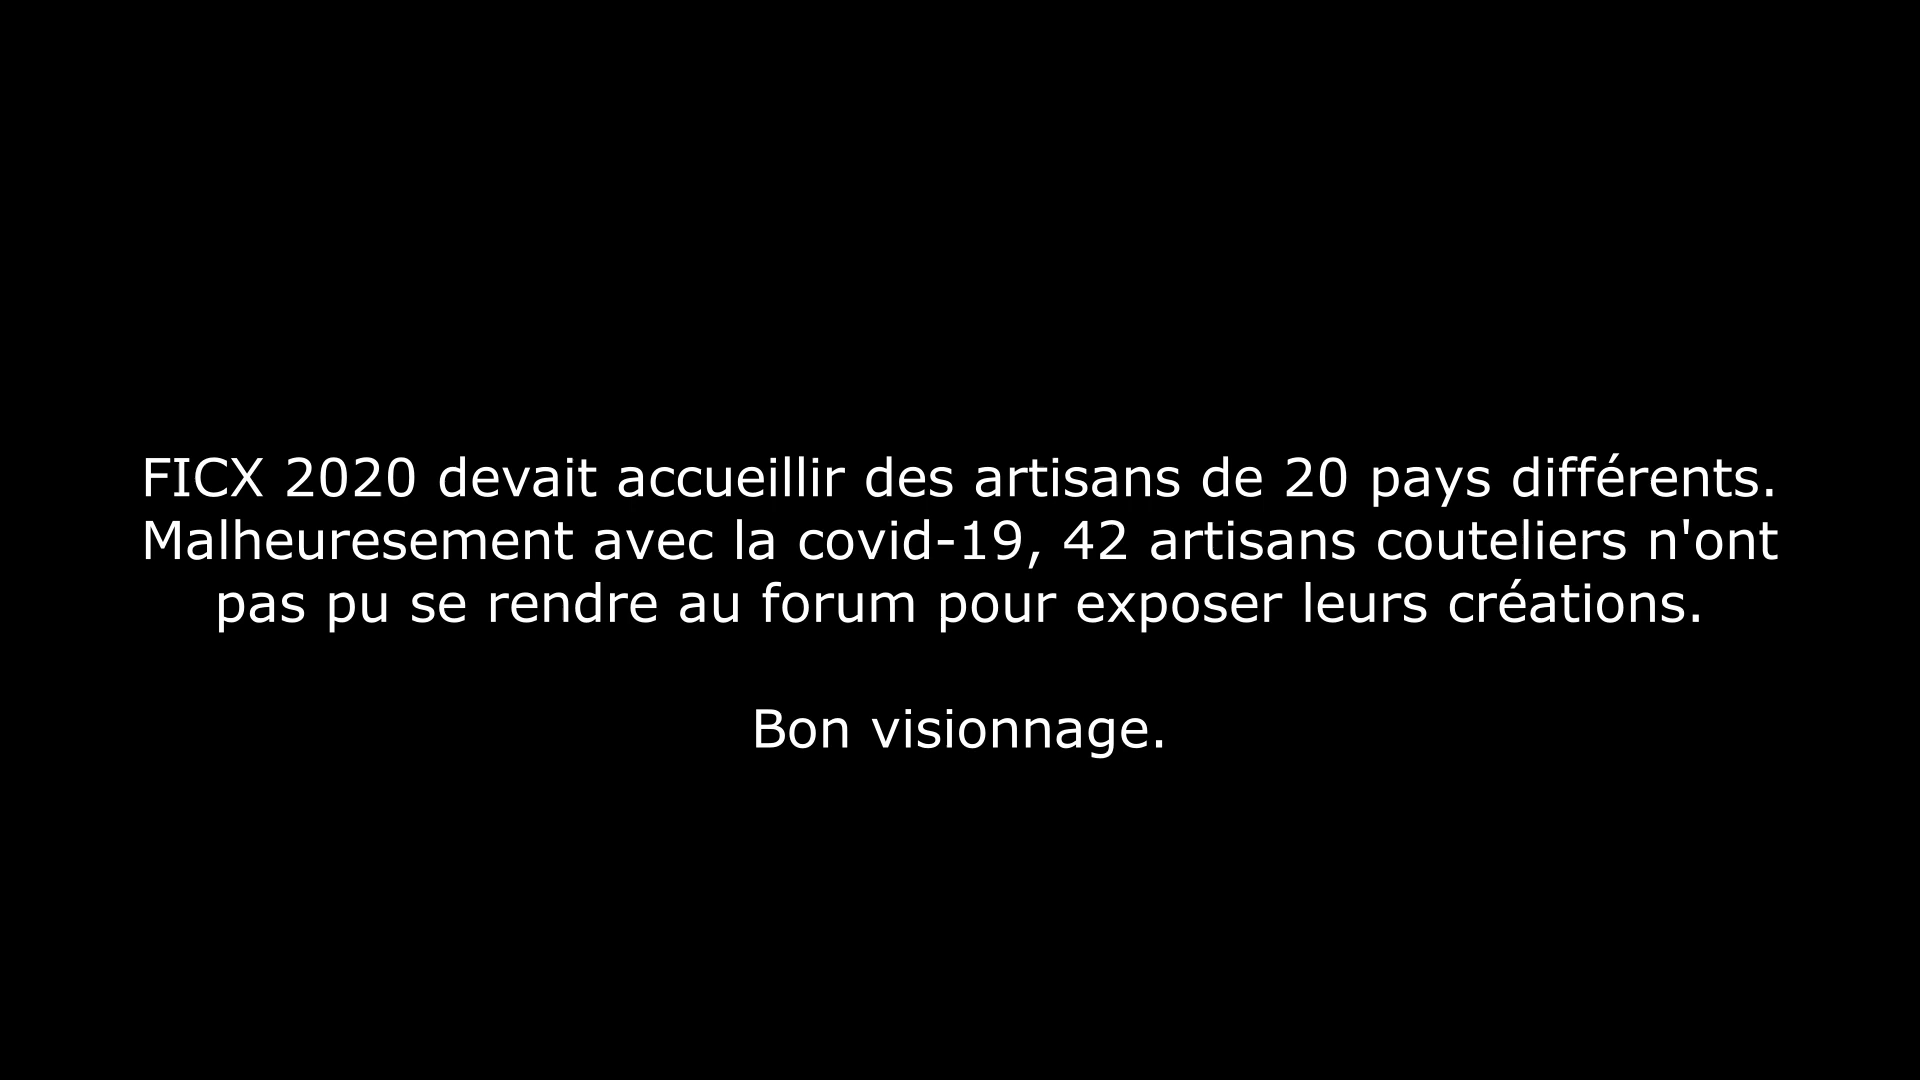 FICX 2020 devait accueillir des artisans de 20 pays différents.
Malheuresement avec la covid-19, 42 artisans couteliers n'ont
pas pu se rendre au forum pour exposer leurs créations.
Bon visionnage.